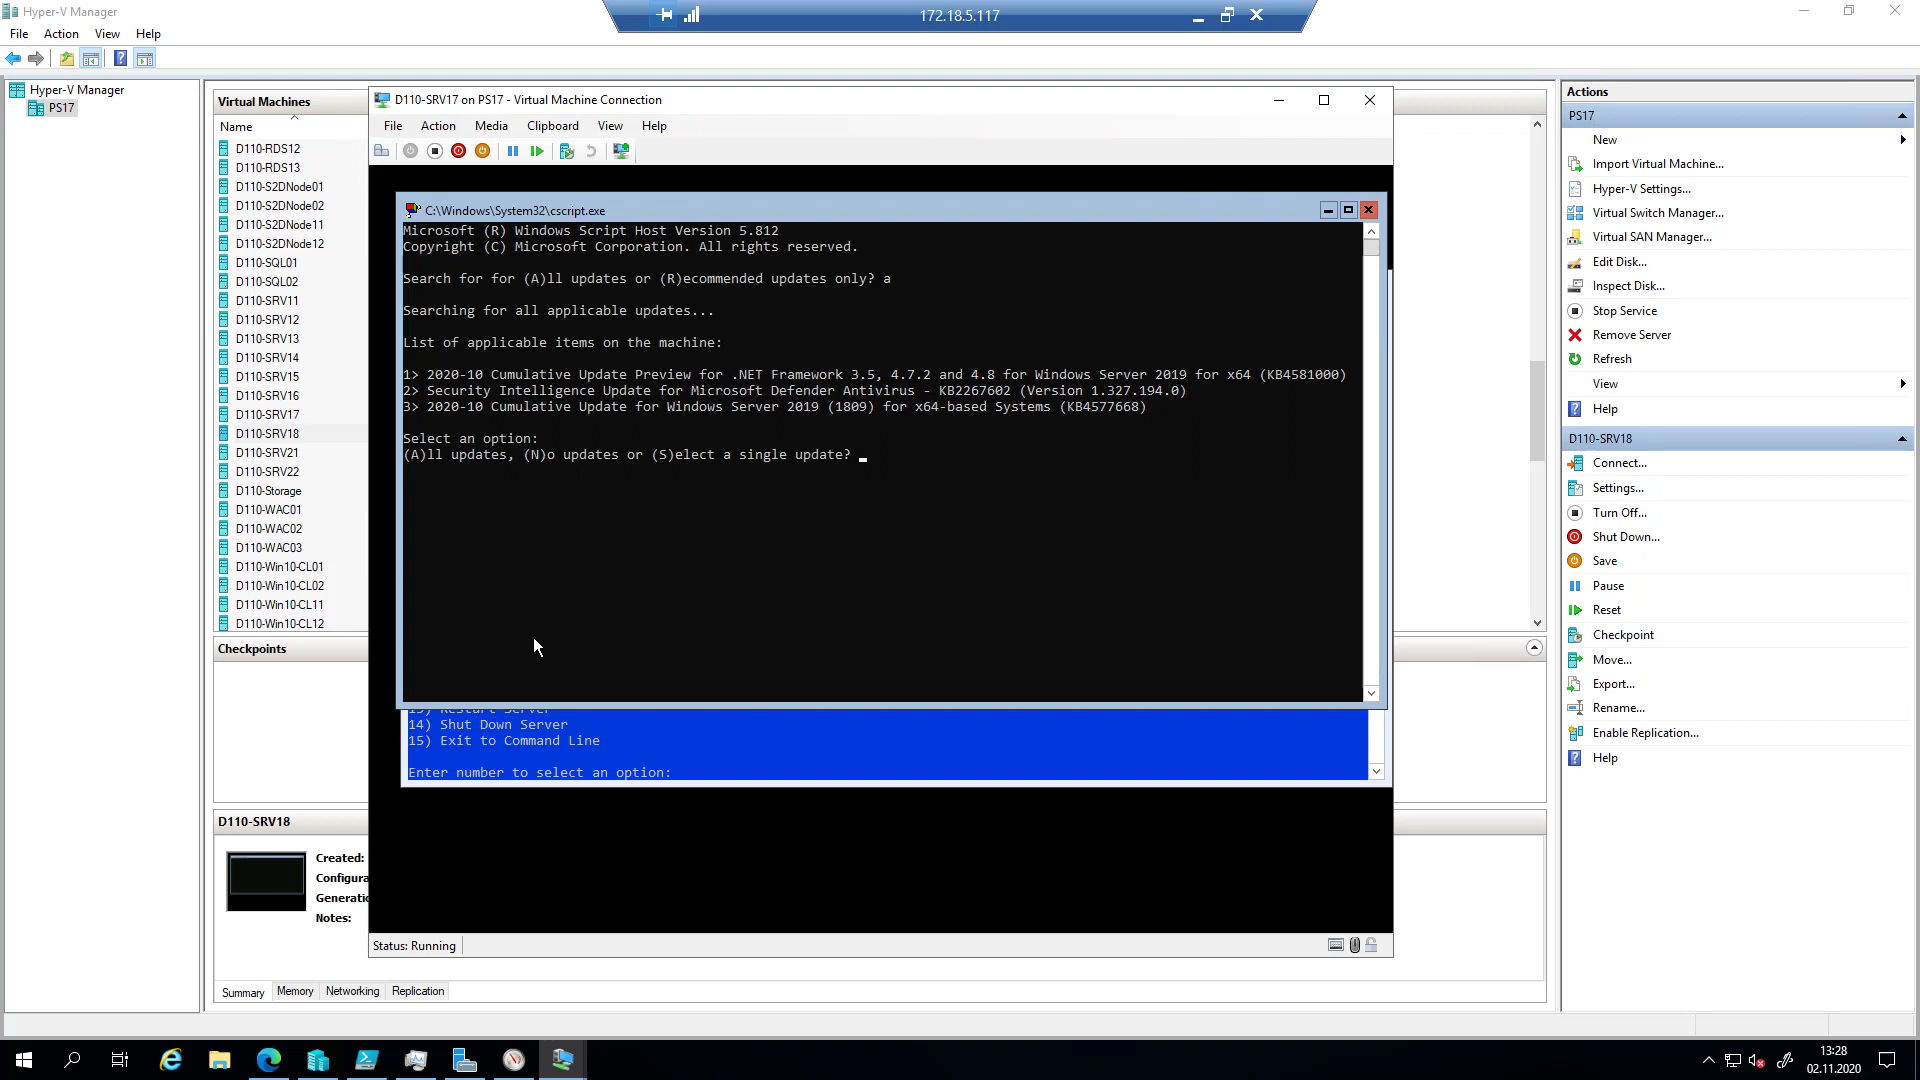 Hyper-V Manager
172.18.5.117
File Action View Help
Hyper-V Manager
PS17
Virtual Machines
Name
D110-RDS12
D110-RDS13
D110-S2DNode01
D110-S2DNode02
D110-S2DNode11
D110-S2DNode12
D110-SQL01
D110-SQL02
D110-SRV11
D110-SRV12
D110-SRV13
D110-SRV14
D110-SRV15
D110-SRV16
D110-SRV17
D110-SRV18
D110-SRV21
D110-SRV22
D110-Storage
D110-WAC01
D110-WAC02
D110-WAC03
D110-Win10-CL01
D110-Win10-CL02
D110-Win10-CL11
D110-Win10-CL12
Checkpoints
D110-SRV18
Created:
Configura
Generatio
Notes:
Summary Memory Networking Replication
D110-SRV17 on PS17 - Virtual Machine Connection
File Action Media Clipboard View Help
C:\Windows\System32\cscript.exe
Microsoft (R) Windows Script Host Version 5.812
Copyright (C) Microsoft Corporation. All rights reserved.
Search for for (A)ll updates or (R)ecommended updates only? a
Searching for all applicable updates...
List of applicable items on the machine:
1> 2020-10 Cumulative Update Preview for .NET Framework 3.5, 4.7.2 and 4.8 for Windows Server 2019 for x64 (KB4581000)
2> Security Intelligence Update for Microsoft Defender Antivirus - KB2267602 (Version 1.327.194.0)
3> 2020-10 Cumulative Update for Windows Server 2019 (1809) for x64-based Systems (KB4577668)
Select an option:
(A)ll updates, (N)o updates or (S)elect a single update? _
13) Restart Server
14) Shut Down Server
15) Exit to Command Line
Enter number to select an option:
Status: Running
Actions
PS17
New
Import Virtual Machine...
Hyper-V Settings...
Virtual Switch Manager...
Virtual SAN Manager...
Edit Disk...
Inspect Disk...
Stop Service
Remove Server
Refresh
View
Help
D110-SRV18
Connect...
Settings...
Turn Off...
Shut Down...
Save
Pause
Reset
Checkpoint
Move...
Export...
Rename...
Enable Replication...
Help
13:28
02.11.2020